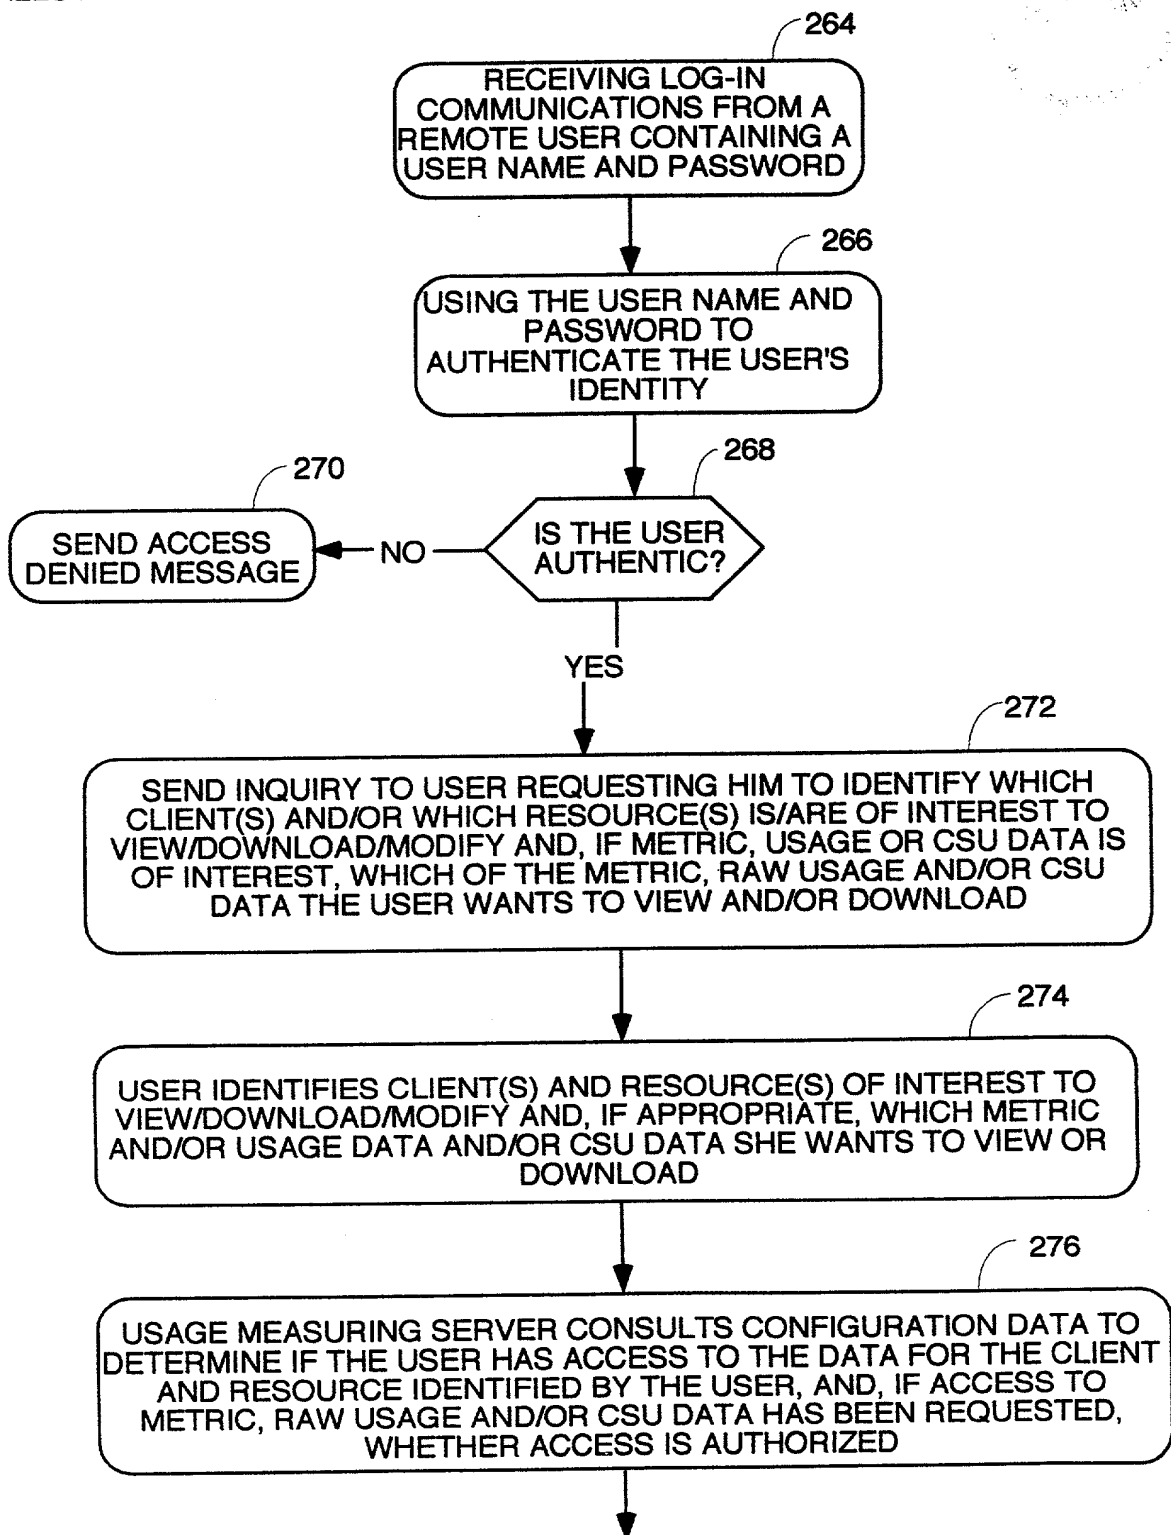 264
RECEIVING LOG-IN
COMMUNICATIONS FROM A
REMOTE USER CONTAINING A
USER NAME AND PASSWORD
266
USING THE USER NAME AND
PASSWORD TO
AUTHENTICATE THE USER'S
IDENTITY
268
IS THE USER
AUTHENTIC?
270
SEND ACCESS
DENIED MESSAGE
NO
YES
272
SEND INQUIRY TO USER REQUESTING HIM TO IDENTIFY WHICH
CLIENT(S) AND/OR WHICH RESOURCE(S) IS/ARE OF INTEREST TO
VIEW/DOWNLOAD/MODIFY AND, IF METRIC, USAGE OR CSU DATA IS
OF INTEREST, WHICH OF THE METRIC, RAW USAGE AND/OR CSU
DATA THE USER WANTS TO VIEW AND/OR DOWNLOAD
274
USER IDENTIFIES CLIENT(S) AND RESOURCE(S) OF INTEREST TO
VIEW/DOWNLOAD/MODIFY AND, IF APPROPRIATE, WHICH METRIC
AND/OR USAGE DATA AND/OR CSU DATA SHE WANTS TO VIEW OR
DOWNLOAD
276
USAGE MEASURING SERVER CONSULTS CONFIGURATION DATA TO
DETERMINE IF THE USER HAS ACCESS TO THE DATA FOR THE CLIENT
AND RESOURCE IDENTIFIED BY THE USER, AND, IF ACCESS TO
METRIC, RAW USAGE AND/OR CSU DATA HAS BEEN REQUESTED,
WHETHER ACCESS IS AUTHORIZED